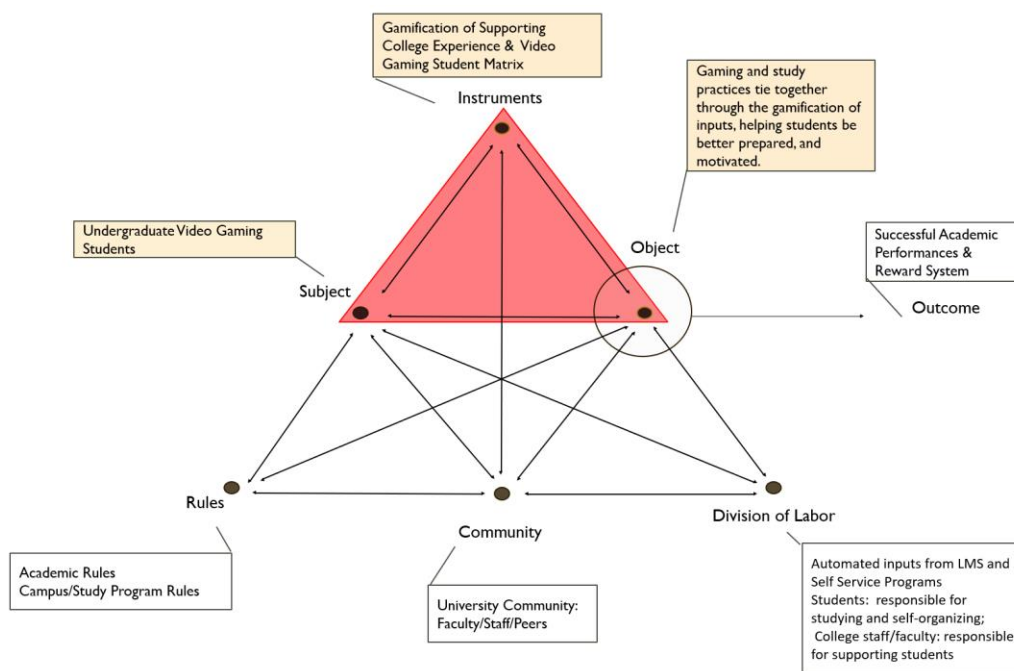 Gamification of Supporting
College Experience & Video
Gaming Student Matrix
Instruments
Gaming and study
practices tie together
through the gamification of
inputs, helping students be
better prepared, and
motivated.
Undergraduate Video Gaming
Students
Subject
Object
Successful Academic
Performances &
Reward System
Outcome
Rules
Community
Division of Labor
Academic Rules
Campus/Study Program Rules
University Community:
Faculty/Staff/Peers
Automated inputs from LMS and
Self Service Programs
Students: responsible for
studying and self-organizing;
College staff/faculty: responsible
for supporting students